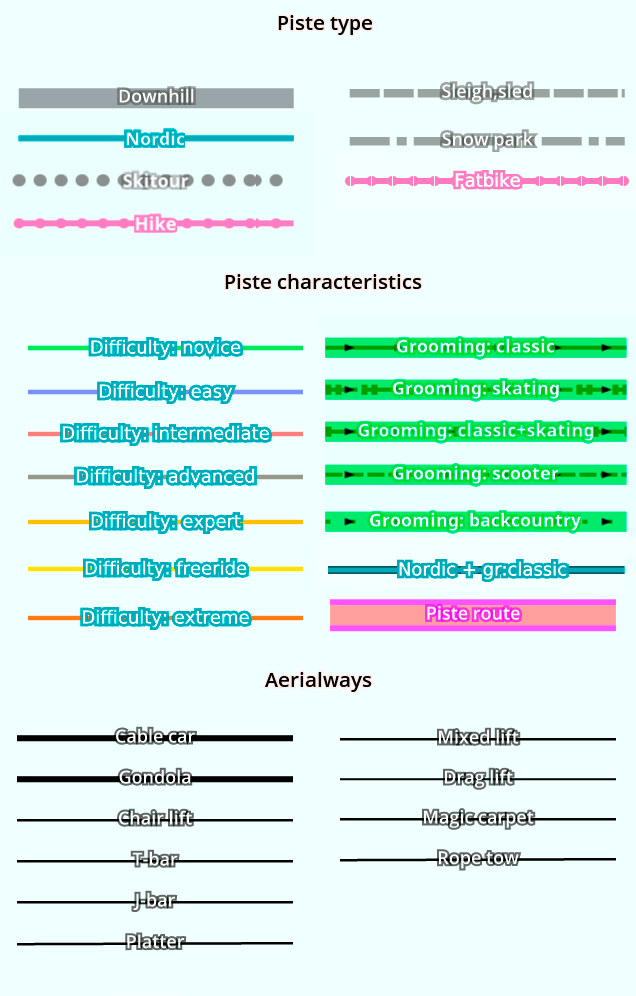 Piste type
Downhill
Nordic
Skitour
Hike
Sleigh,sled
Snow park
Fatbike
Piste characteristics
Difficulty: novice
Difficulty: easy
Difficulty: intermediate
Difficulty: advanced
Difficulty: expert
Difficulty: freeride
Difficulty: extreme
Grooming: classic
Grooming: skating
Grooming: classic+skating
Grooming: scooter
Grooming: backcountry
Nordic + gr:classic
Piste route
Aerialways
Cable car
Gondola
Chair lift
T-bar
J-bar
Platter
Mixed lift
Drag lift
Magic carpet
Rope tow